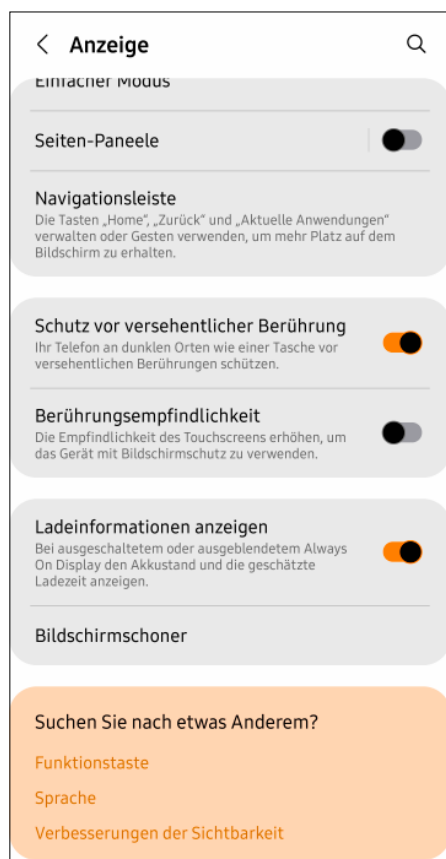 Anzeige
Einfacher Modus
Seiten-Paneele
Navigationsleiste
Die Tasten „Home“, „Zurück“ und „Aktuelle Anwendungen“
verwalten oder Gesten verwenden, um mehr Platz auf dem
Bildschirm zu erhalten.
Schutz vor versehentlicher Berührung
Ihr Telefon an dunklen Orten wie einer Tasche vor
versehentlichen Berührungen schützen.
Berührungsempfindlichkeit
Die Empfindlichkeit des Touchscreens erhöhen, um
das Gerät mit Bildschirmschutz zu verwenden.
Ladeinformationen anzeigen
Bei ausgeschaltetem oder ausgeblendetem Always
On Display den Akkustand und die geschätzte
Ladezeit anzeigen.
Bildschirmschoner
Suchen Sie nach etwas Anderem?
Funktionstaste
Sprache
Verbesserungen der Sichtbarkeit